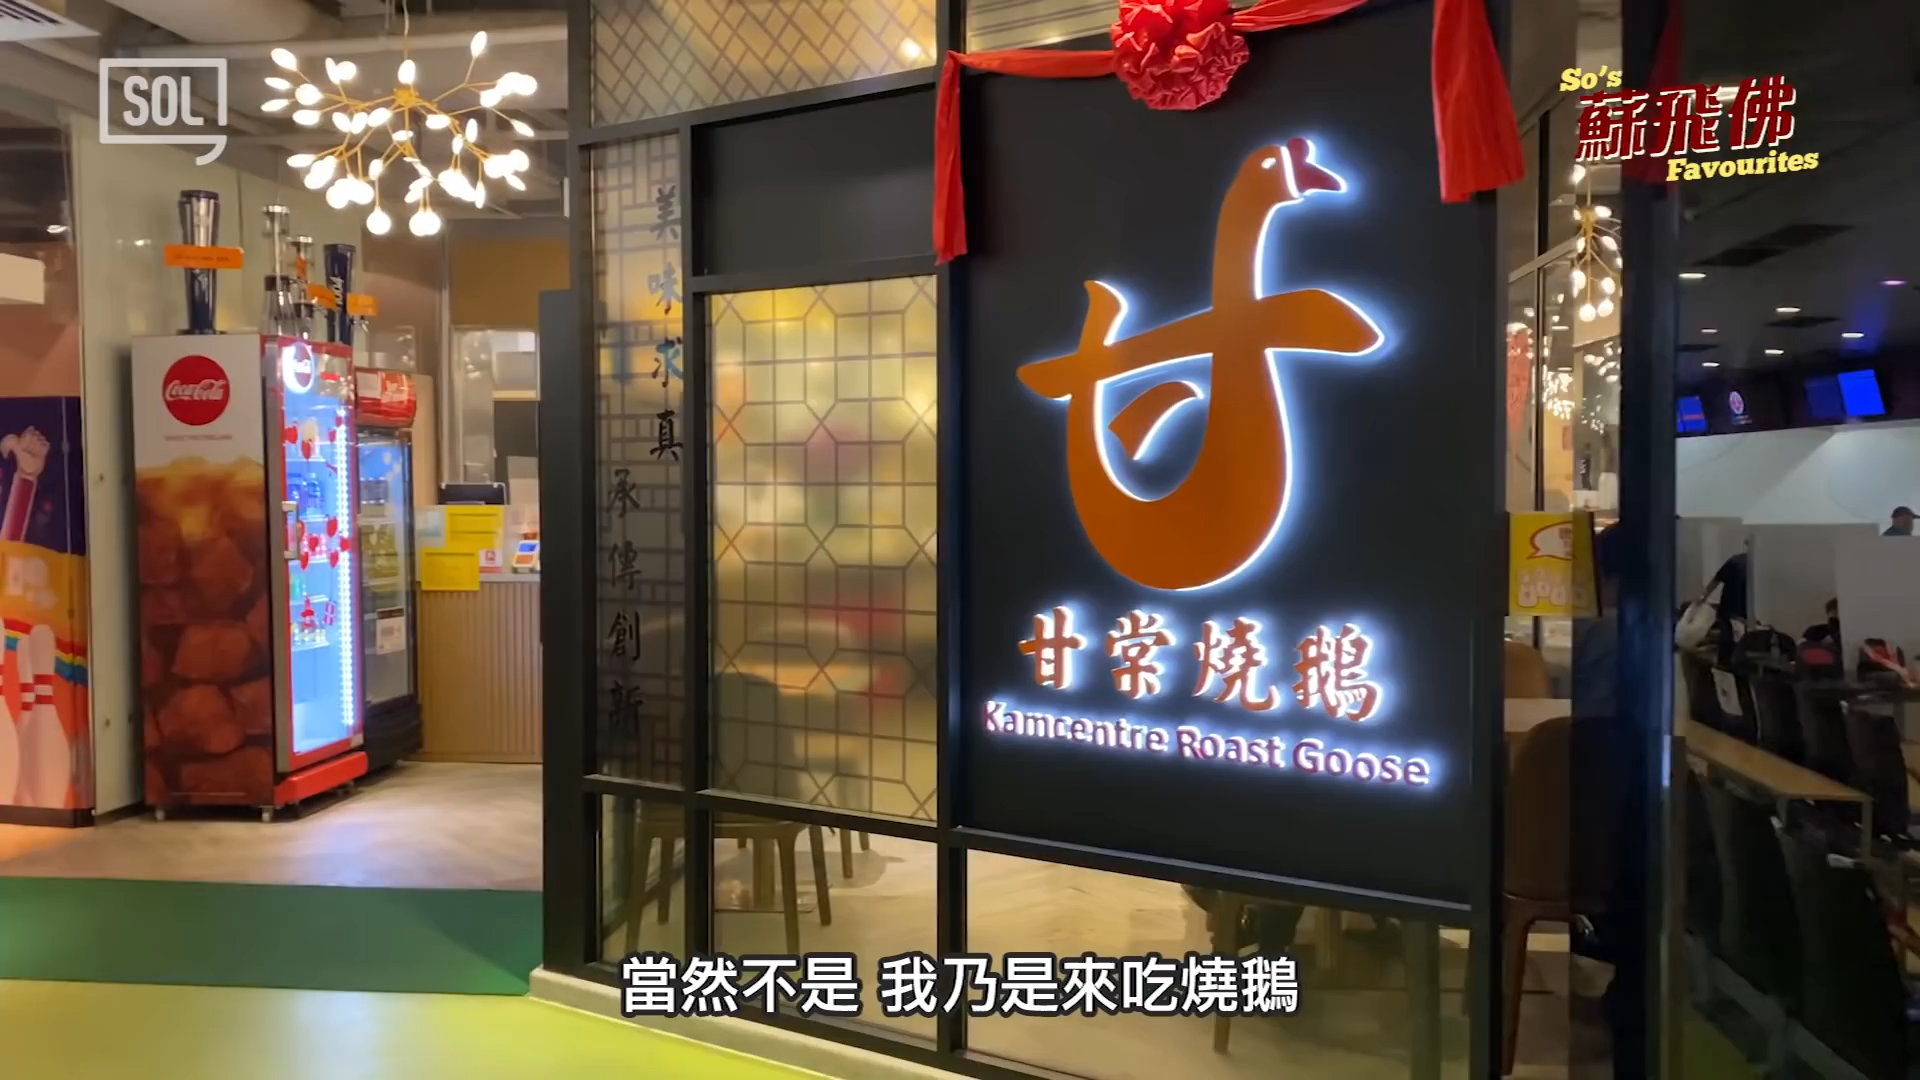 SOL
So's
蘇飛佛
Favourites
美味求真
承傳創新
Coca-Cola
甘
甘棠燒鵝
Kamcentre Roast Goose
當然不是 我乃是來吃燒鵝